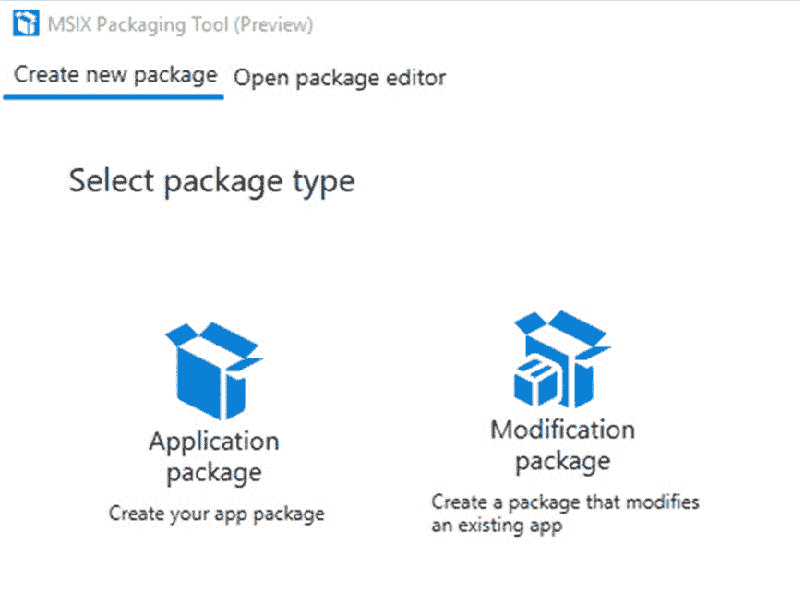 MSIX Packaging Tool (Preview)
Create new package Open package editor
Select package type
Application
package
Create your app package
Modification
package
Create a package that modifies
an existing app